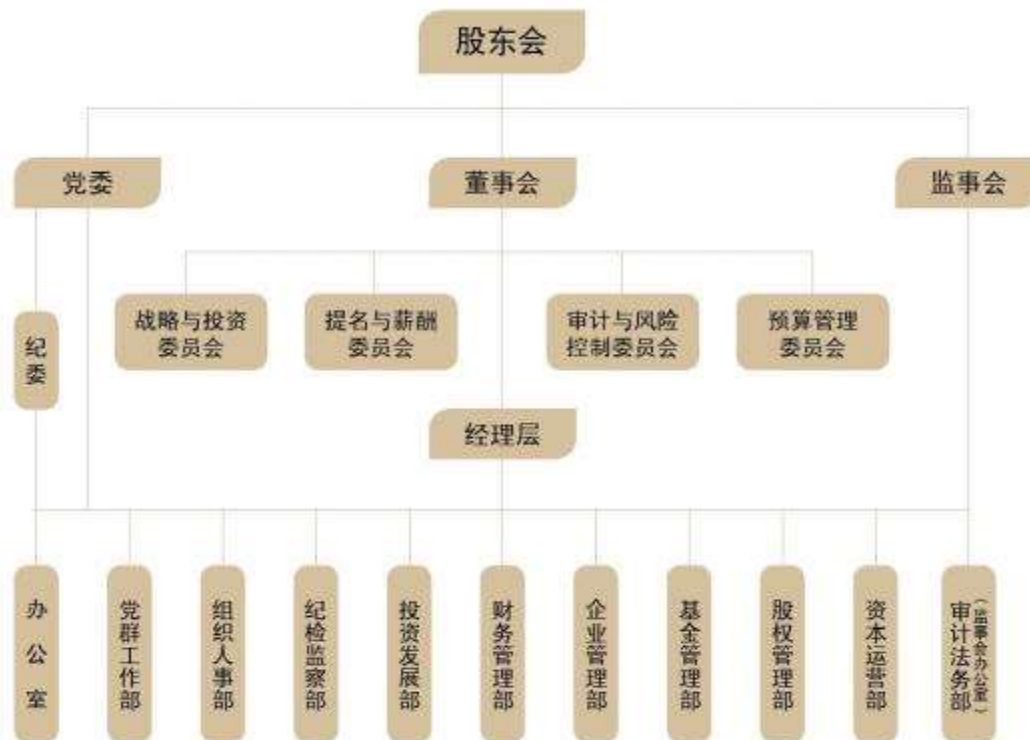 股东会
党委
董事会
监事会
战略与投资
委员会
提名与薪酬
委员会
审计与风险
控制委员会
预算管理
委员会
纪委
经理层
办公室
党群工作部
组织人事部
纪检监察部
投资发展部
财务管理部
企业管理部
基金管理部
股权管理部
资本运营部
审计法务部
(监事会办公室)